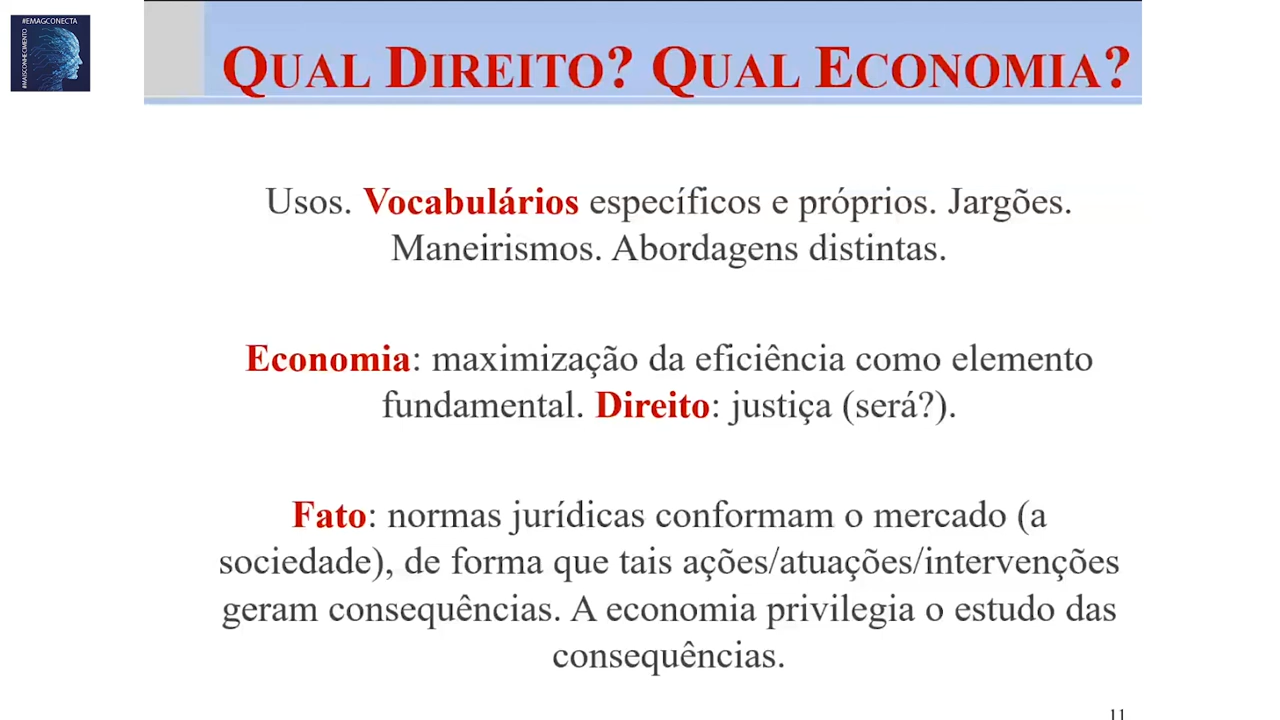 #EMAGCONECTA
#MAISCONHECIMENTO
QUAL DIREITO? QUAL ECONOMIA?
Usos. Vocabulários específicos e próprios. Jargões.
Maneirismos. Abordagens distintas.
Economia: maximização da eficiência como elemento
fundamental. Direito: justiça (será?).
Fato: normas jurídicas conformam o mercado (a
sociedade), de forma que tais ações/atuações/intervenções
geram consequências. A economia privilegia o estudo das
consequências.
11